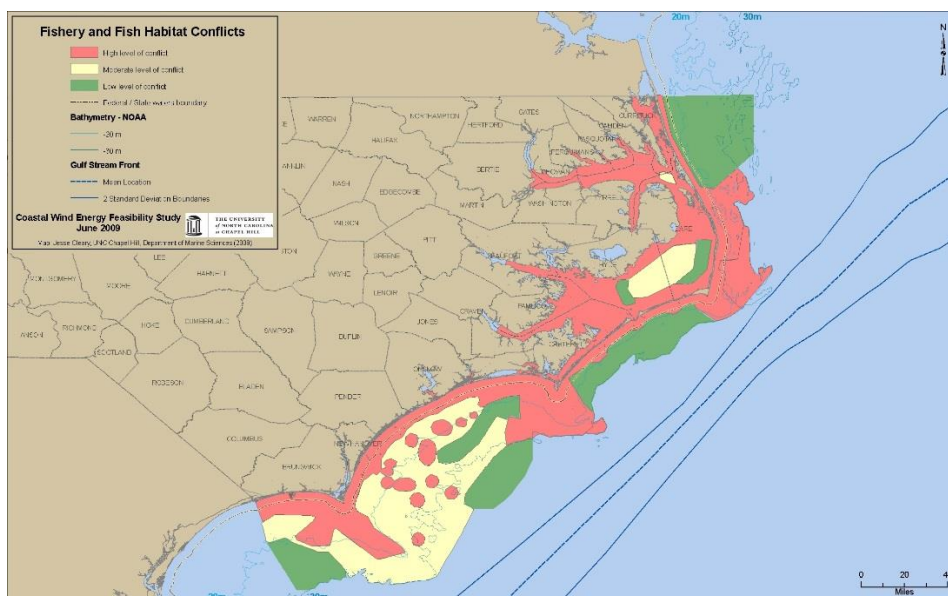 20m 30m
Fishery and Fish Habitat Conflicts
High level of conflict
Moderate level of conflict
Low level of conflict
Federal / State waters boundary
Bathymetry - NOAA
-20 m
Gulf Stream Front
Mean Location
2 Standard Deviation Boundaries
Coastal Wind Energy Feasibility Study
June 2009
THE UNIVERSITY
of NORTH CAROLINA
at CHAPEL HILL
Map: Jesse Cleary, UNC Chapel Hill, Department of Marine Sciences (2009)
N
WARREN
NORTHAMPTON
GATES
HERTFORD
HALIFAX
CURRITUCK
CAMDEN
BERTIE
NASH
EDGECOMBE
MARTIN
WASHINGTON
DARE
WILSON
PITT
BEAUFORT
HYDE
GREENE
WAYNE
LEE
HARNETT
LENOIR
CRAVEN
PAMLICO
MONTGOMERY
MOORE
JONES
CARTERET
ANSON
RICHMOND
HOKE
CUMBERLAND
SAMPSON
DUPLIN
SCOTLAND
ONSLOW
ROBESON
BLADEN
PENDER
COLUMBUS
NEW HANOVER
BRUNSWICK
0 20 40
Miles